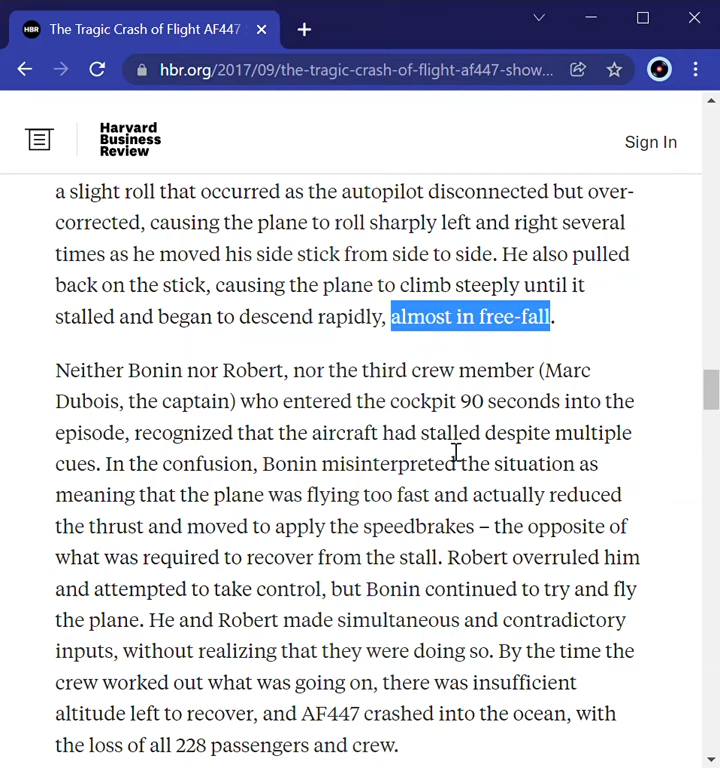 HBR The Tragic Crash of Flight AF447
hbr.org/2017/09/the-tragic-crash-of-flight-af447-show...
Harvard
Business
Review
Sign In
a slight roll that occurred as the autopilot disconnected but over-
corrected, causing the plane to roll sharply left and right several
times as he moved his side stick from side to side. He also pulled
back on the stick, causing the plane to climb steeply until it
stalled and began to descend rapidly, almost in free-fall.
Neither Bonin nor Robert, nor the third crew member (Marc
Dubois, the captain) who entered the cockpit 90 seconds into the
episode, recognized that the aircraft had stalled despite multiple
cues. In the confusion, Bonin misinterpreted the situation as
meaning that the plane was flying too fast and actually reduced
the thrust and moved to apply the speedbrakes – the opposite of
what was required to recover from the stall. Robert overruled him
and attempted to take control, but Bonin continued to try and fly
the plane. He and Robert made simultaneous and contradictory
inputs, without realizing that they were doing so. By the time the
crew worked out what was going on, there was insufficient
altitude left to recover, and AF447 crashed into the ocean, with
the loss of all 228 passengers and crew.